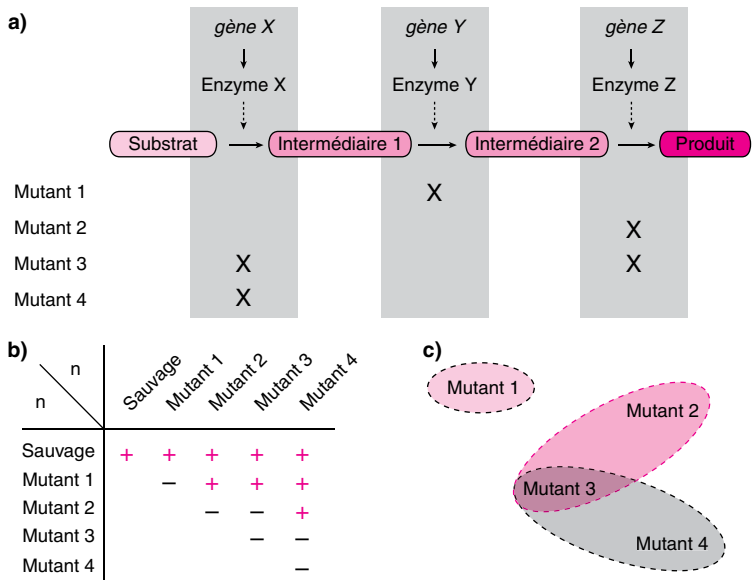 a)
gène X gène Y gène Z
Enzyme X Enzyme Y Enzyme Z
Substrat Intermédiaire 1 Intermédiaire 2 Produit
Mutant 1 X
Mutant 2 X
Mutant 3 X X
Mutant 4 X
b)
n
n
Sauvage Mutant 1 Mutant 2 Mutant 3 Mutant 4
Sauvage + + + + +
Mutant 1 – + + +
Mutant 2 – – +
Mutant 3 – –
Mutant 4 –
c)
Mutant 1
Mutant 2
Mutant 3
Mutant 4